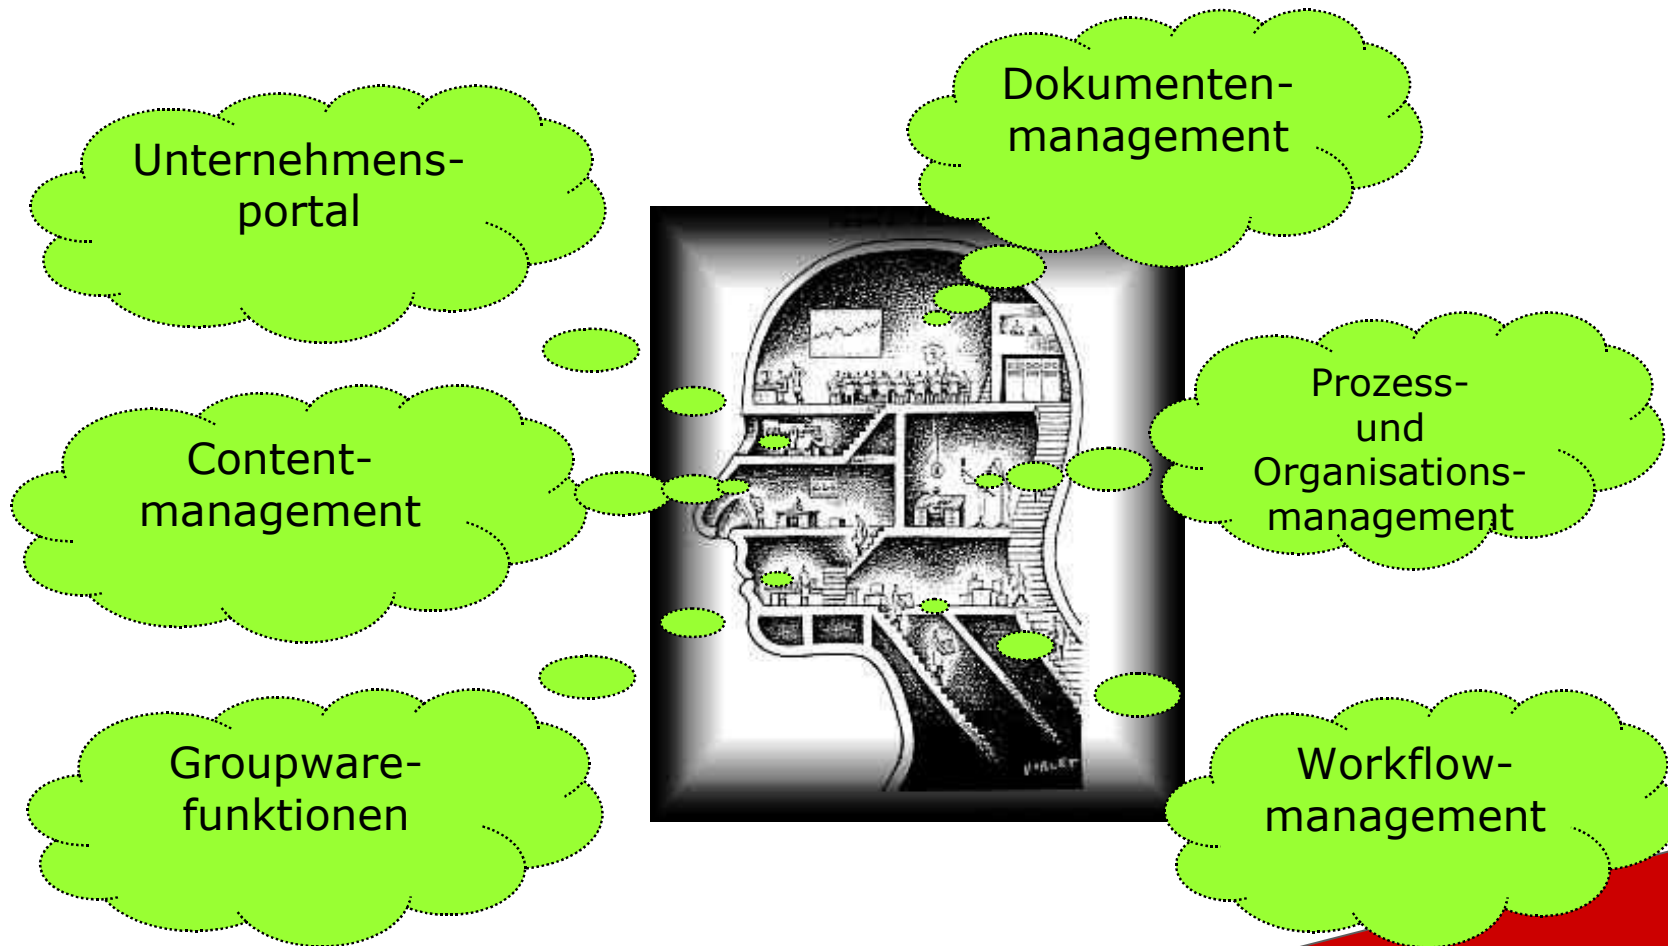 Unternehmens-
portal
Dokumenten-
management
Content-
management
Prozess-
und
Organisations-
management
Groupware-
funktionen
Workflow-
management